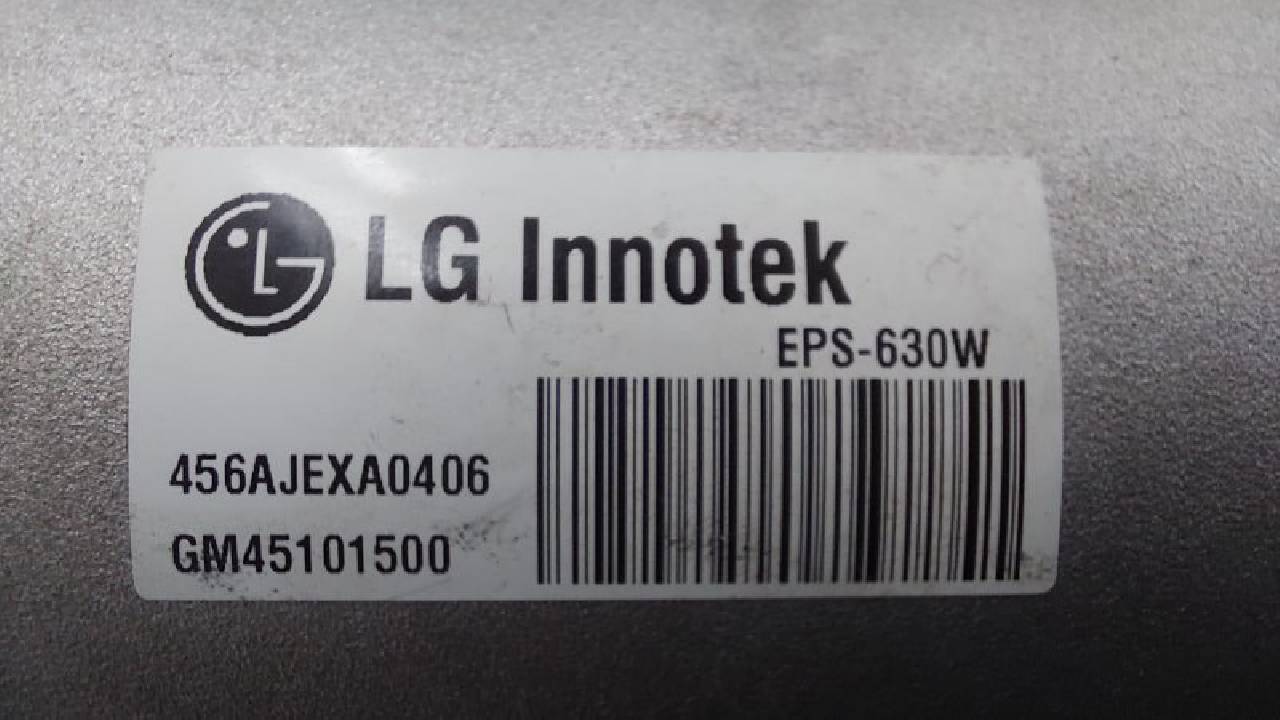 LG Innotek
EPS-630W
456AJEXA0406
GM45101500